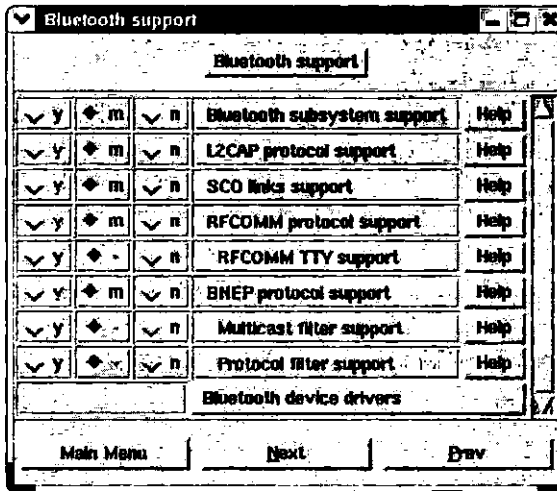 Bluetooth support
Bluetooth support
y m n Bluetooth subsystem support Help
y m n L2CAP protocol support Help
y m n SCO links support Help
y m n RFCOMM protocol support Help
y - n RFCOMM TTY support Help
y m n BNEP protocol support Help
y - n Multicast filter support Help
y - n Protocol filter support Help
Bluetooth device drivers
Main Menu Next Prev